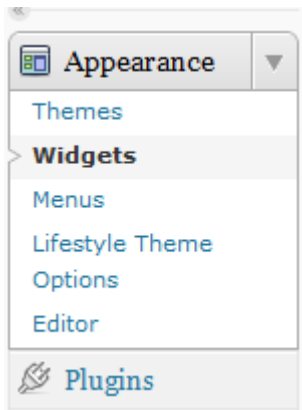 Appearance
Themes
Widgets
Menus
Lifestyle Theme
Options
Editor
Plugins